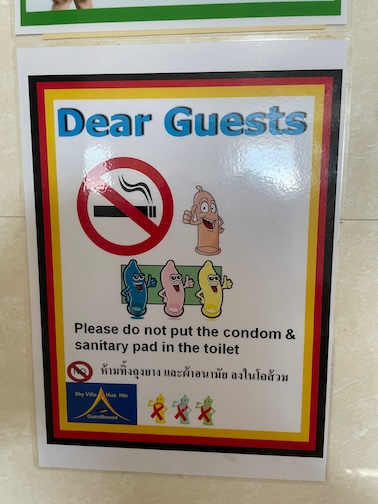 Dear Guests
Please do not put the condom &
sanitary pad in the toilet
NO ห้ามทิ้งถุงยาง และผ้าอนามัย ลงในโถส้วม
Sky Villa Hua Hin
Guesthouse